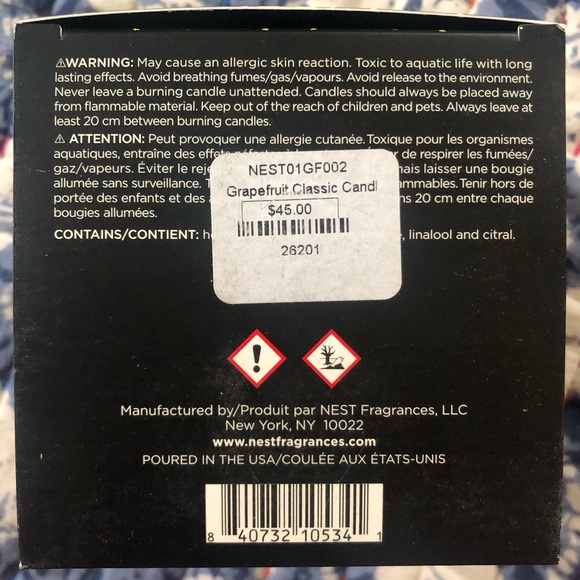 ⚠WARNING: May cause an allergic skin reaction. Toxic to aquatic life with long
lasting effects. Avoid breathing fumes/gas/vapours. Avoid release to the environment.
Never leave a burning candle unattended. Candles should always be placed away
from flammable material. Keep out of the reach of children and pets. Always leave at
least 20 cm between burning candles.
⚠ ATTENTION: Peut provoquer une allergie cutanée. Toxique pour les organismes
aquatiques, entraîne des effets de respirer les fumées/
gaz/vapeurs. Éviter le mais laisser une bougie
allumée sans surveillance. Tenir hors de
portée des enfants et des 20 cm entre chaque
bougies allumées.
CONTAINS/CONTIENT: linalool and citral.
NEST01GF002
Grapefruit Classic Candl
$45.00
26201
Manufactured by/Produit par NEST Fragrances, LLC
New York, NY 10022
www.nestfragrances.com
POURED IN THE USA/COULÉE AUX ÉTATS-UNIS
8 40732 10534 1